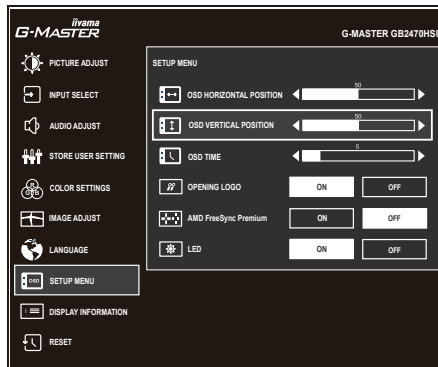 iiyama
G-MASTER
G-MASTER GB2470HSU
PICTURE ADJUST
INPUT SELECT
AUDIO ADJUST
STORE USER SETTING
COLOR SETTINGS
IMAGE ADJUST
LANGUAGE
OSD SETUP MENU
DISPLAY INFORMATION
RESET
SETUP MENU
OSD HORIZONTAL POSITION 50
OSD VERTICAL POSITION 50
OSD TIME 5
OPENING LOGO ON OFF
AMD FreeSync Premium ON OFF
LED ON OFF